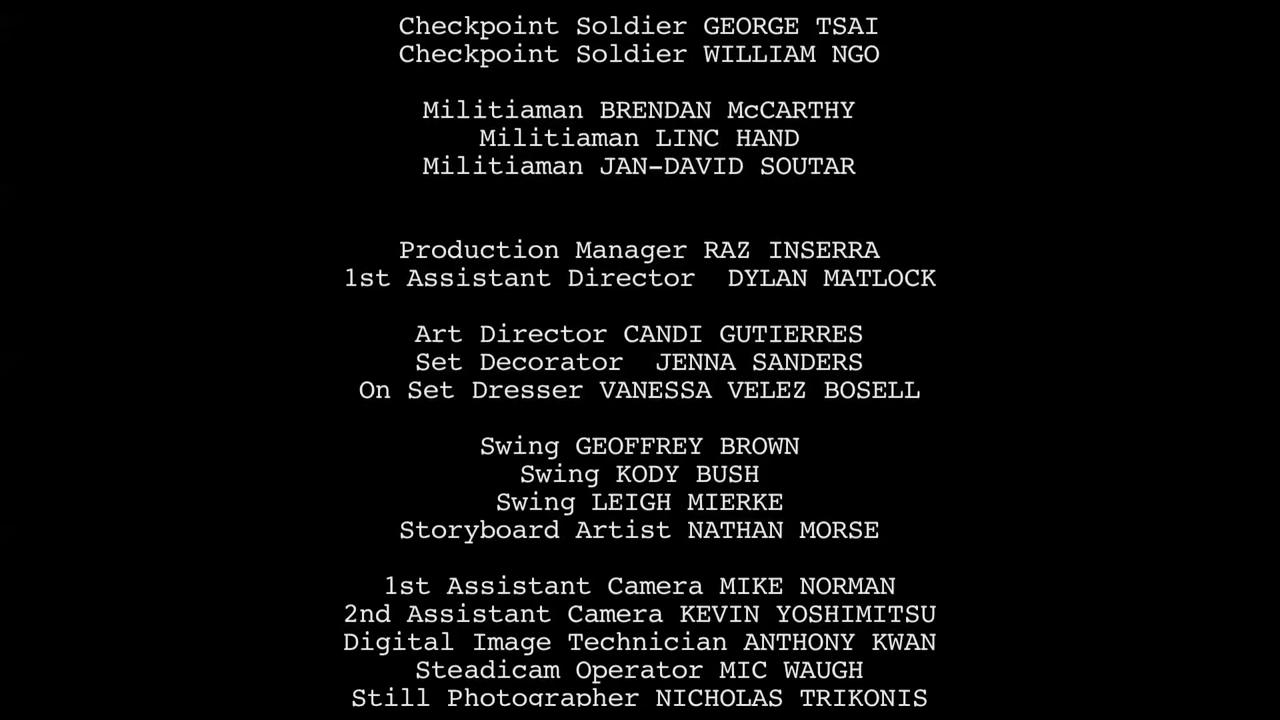 Checkpoint Soldier GEORGE TSAI
Checkpoint Soldier WILLIAM NGO
Militiaman BRENDAN McCARTHY
Militiaman LINC HAND
Militiaman JAN-DAVID SOUTAR
Production Manager RAZ INSERRA
1st Assistant Director  DYLAN MATLOCK
Art Director CANDI GUTIERRES
Set Decorator  JENNA SANDERS
On Set Dresser VANESSA VELEZ BOSELL
Swing GEOFFREY BROWN
Swing KODY BUSH
Swing LEIGH MIERKE
Storyboard Artist NATHAN MORSE
1st Assistant Camera MIKE NORMAN
2nd Assistant Camera KEVIN YOSHIMITSU
Digital Image Technician ANTHONY KWAN
Steadicam Operator MIC WAUGH
Still Photographer NICHOLAS TRIKONIS